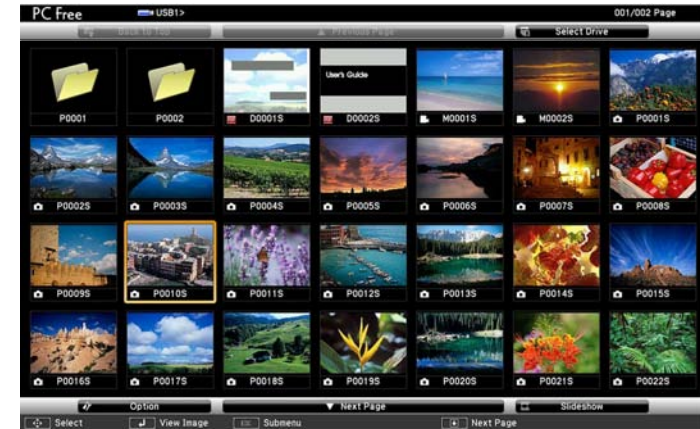 PC Free USB1> 001/002 Page
Back to Top Previous Page Select Drive
User's Guide
P0001 P0002 D0001S D0002S M0001S M0002S P0001S
P0002S P0003S P0004S P0005S P0006S P0007S P0008S
P0009S P0010S P0011S P0012S P0013S P0014S P0015S
P0016S P0017S P0018S P0019S P0020S P0021S P0022S
Option Next Page Slideshow
Select View Image Submenu Next Page